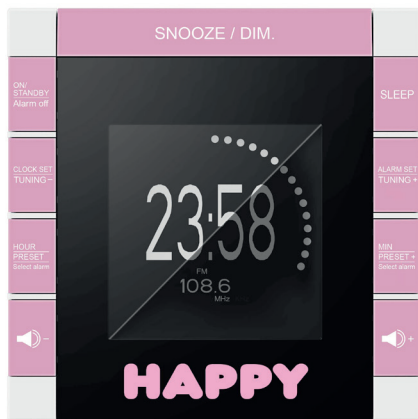 SNOOZE / DIM.
ON/
STANDBY
Alarm off
SLEEP
CLOCK SET
TUNING −
ALARM SET
TUNING +
23:58
FM
108.6
MHz
HOUR
PRESET -
Select alarm
MIN
PRESET +
Select alarm
−
+
HAPPY